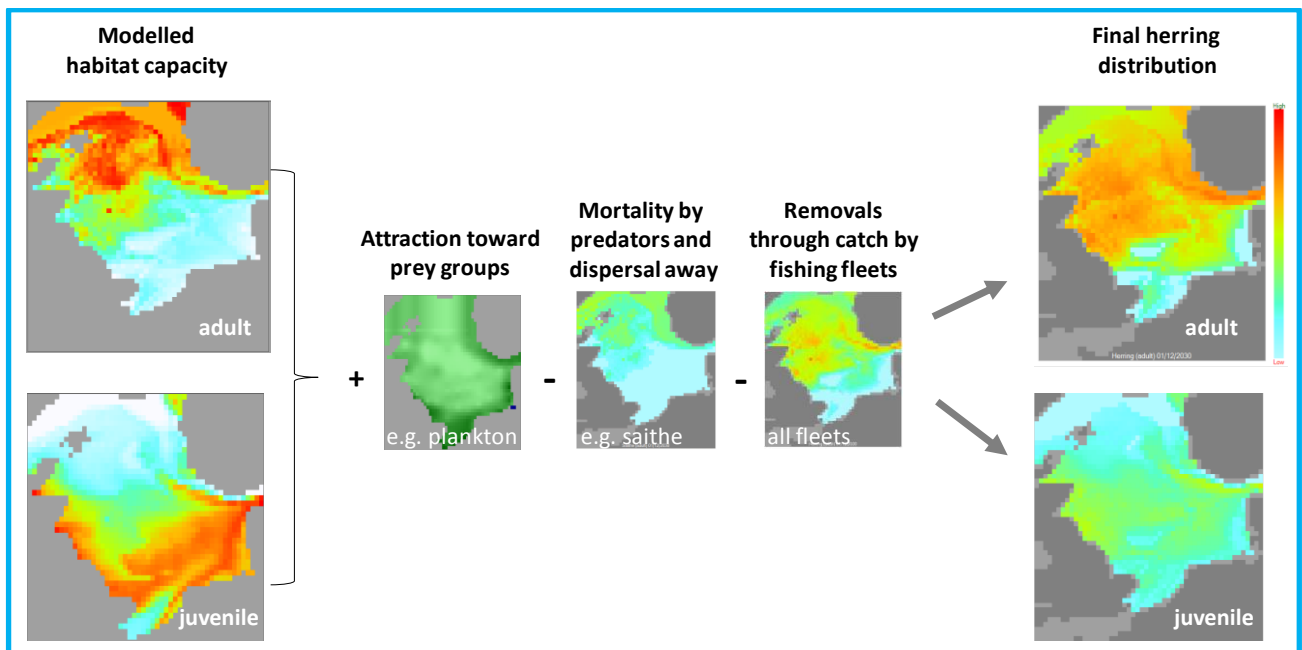 Modelled
habitat capacity
adult
juvenile
Attraction toward
prey groups
+
e.g. plankton
-
Mortality by
predators and
dispersal away
e.g. saithe
-
Removals
through catch by
fishing fleets
all fleets
Final herring
distribution
High
Low
adult
Herring (adult) 01/12/2030
juvenile